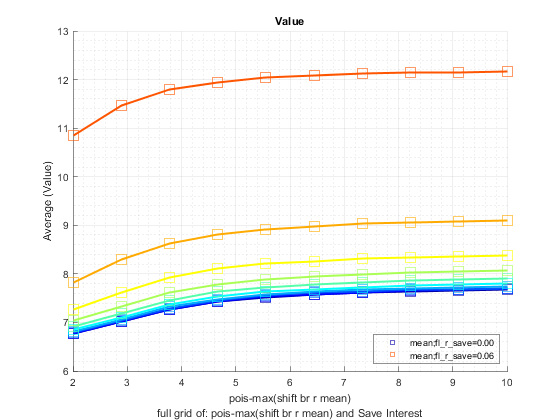 Value
13
12
11
10
9
8
7
6
Average (Value)
2
3
4
5
6
7
8
9
10
mean;fl_r_save=0.00
mean;fl_r_save=0.06
pois-max(shift br r mean)
full grid of: pois-max(shift br r mean) and Save Interest